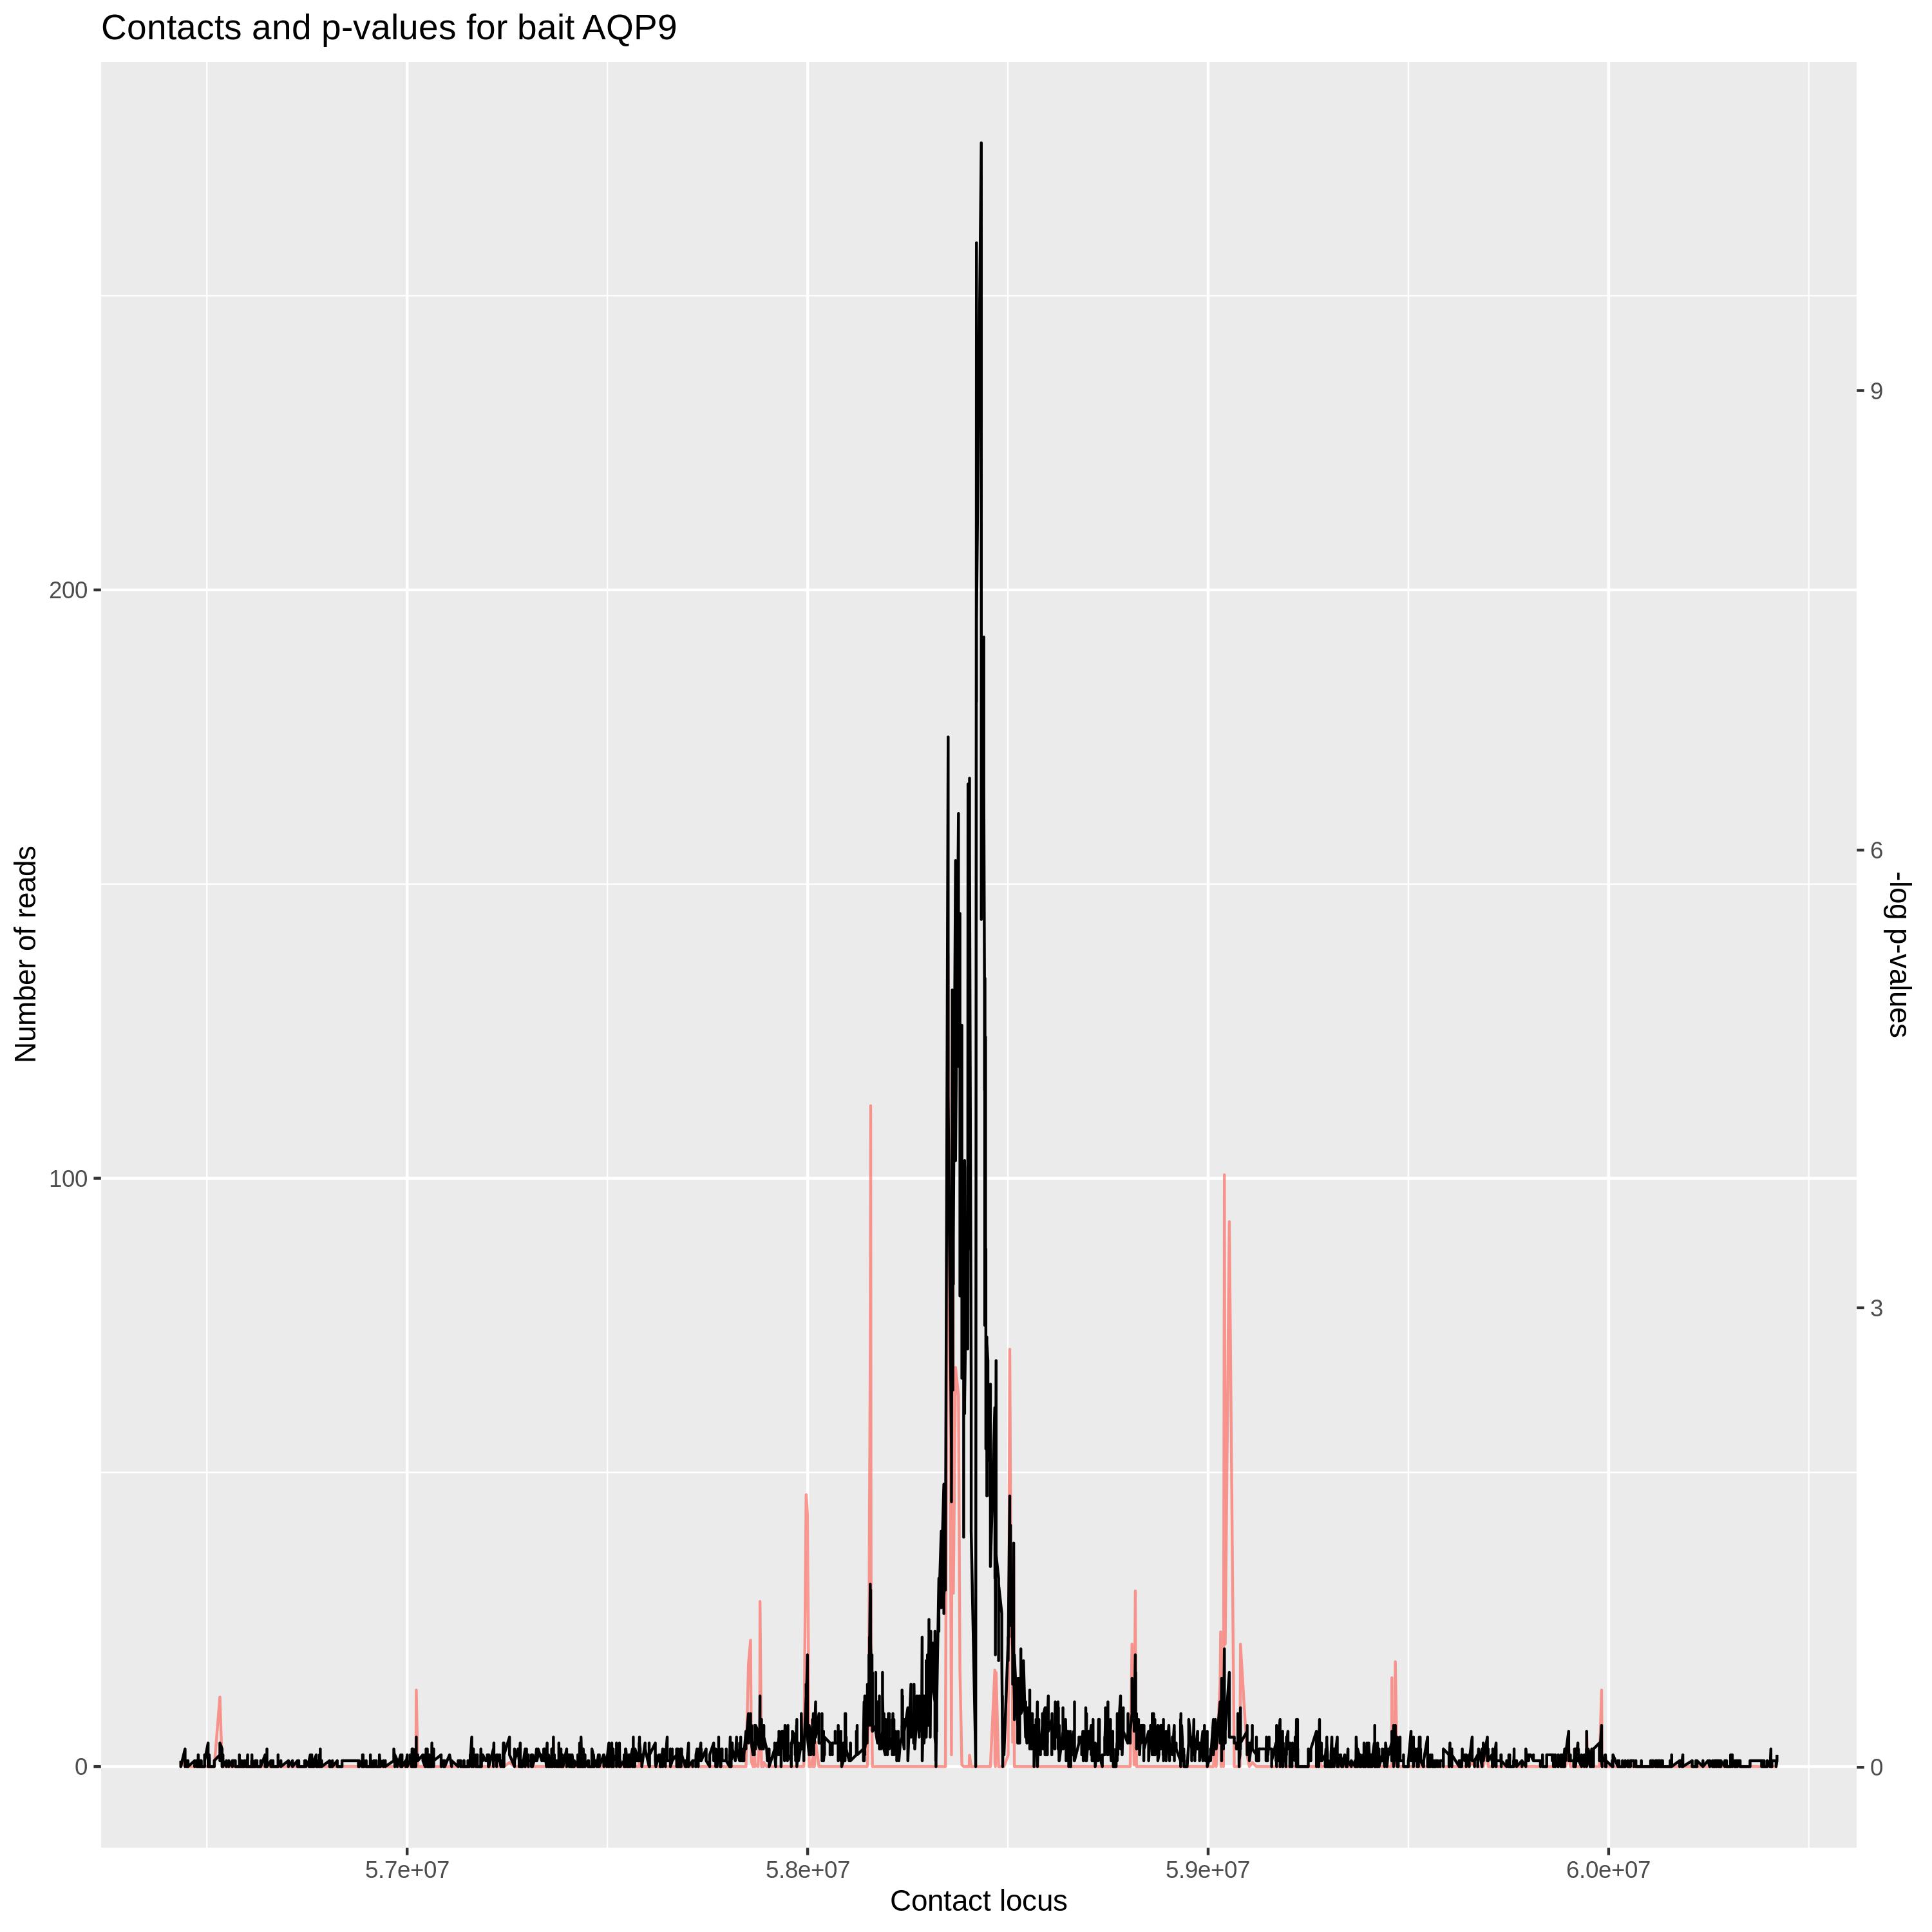 Contacts and p-values for bait AQP9
Number of reads
200
100
0
9
6
3
0
-log p-values
5.7e+07
5.8e+07
5.9e+07
6.0e+07
Contact locus